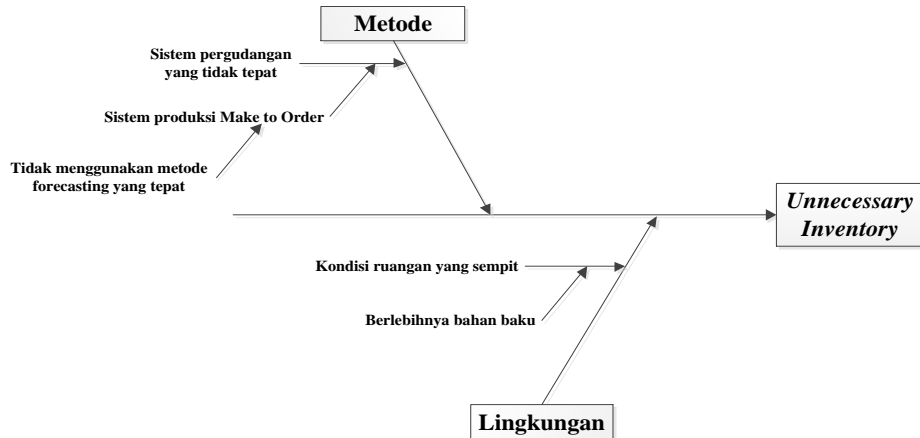 Metode
Sistem pergudangan
yang tidak tepat
Sistem produksi Make to Order
Tidak menggunakan metode
forecasting yang tepat
Unnecessary
Inventory
Kondisi ruangan yang sempit
Berlebihnya bahan baku
Lingkungan